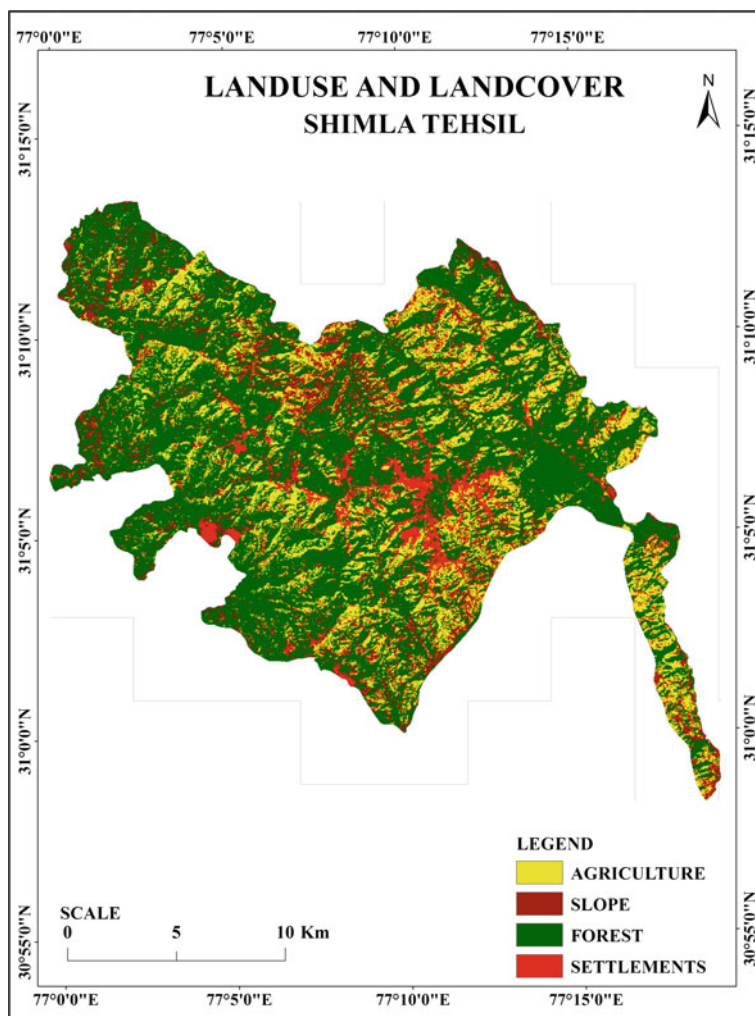 77°0'0"E 77°5'0"E 77°10'0"E 77°15'0"E
LANDUSE AND LANDCOVER
SHIMLA TEHSIL
N
31°15'0"N 31°15'0"N
31°10'0"N 31°10'0"N
31°5'0"N 31°5'0"N
31°0'0"N 31°0'0"N
30°55'0"N 30°55'0"N
LEGEND
AGRICULTURE
SLOPE
FOREST
SETTLEMENTS
SCALE
0 5 10 Km
77°0'0"E 77°5'0"E 77°10'0"E 77°15'0"E